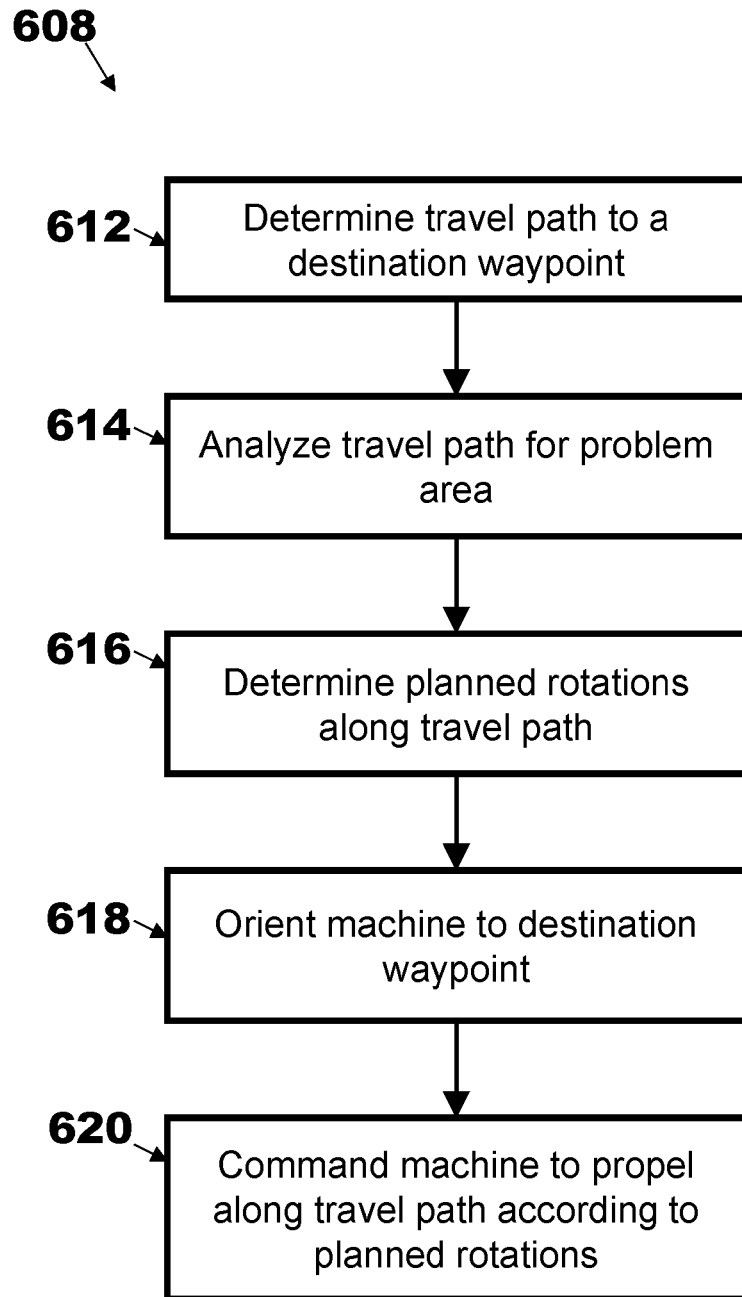 608
612
Determine travel path to a
destination waypoint
614
Analyze travel path for problem
area
616
Determine planned rotations
along travel path
618
Orient machine to destination
waypoint
620
Command machine to propel
along travel path according to
planned rotations